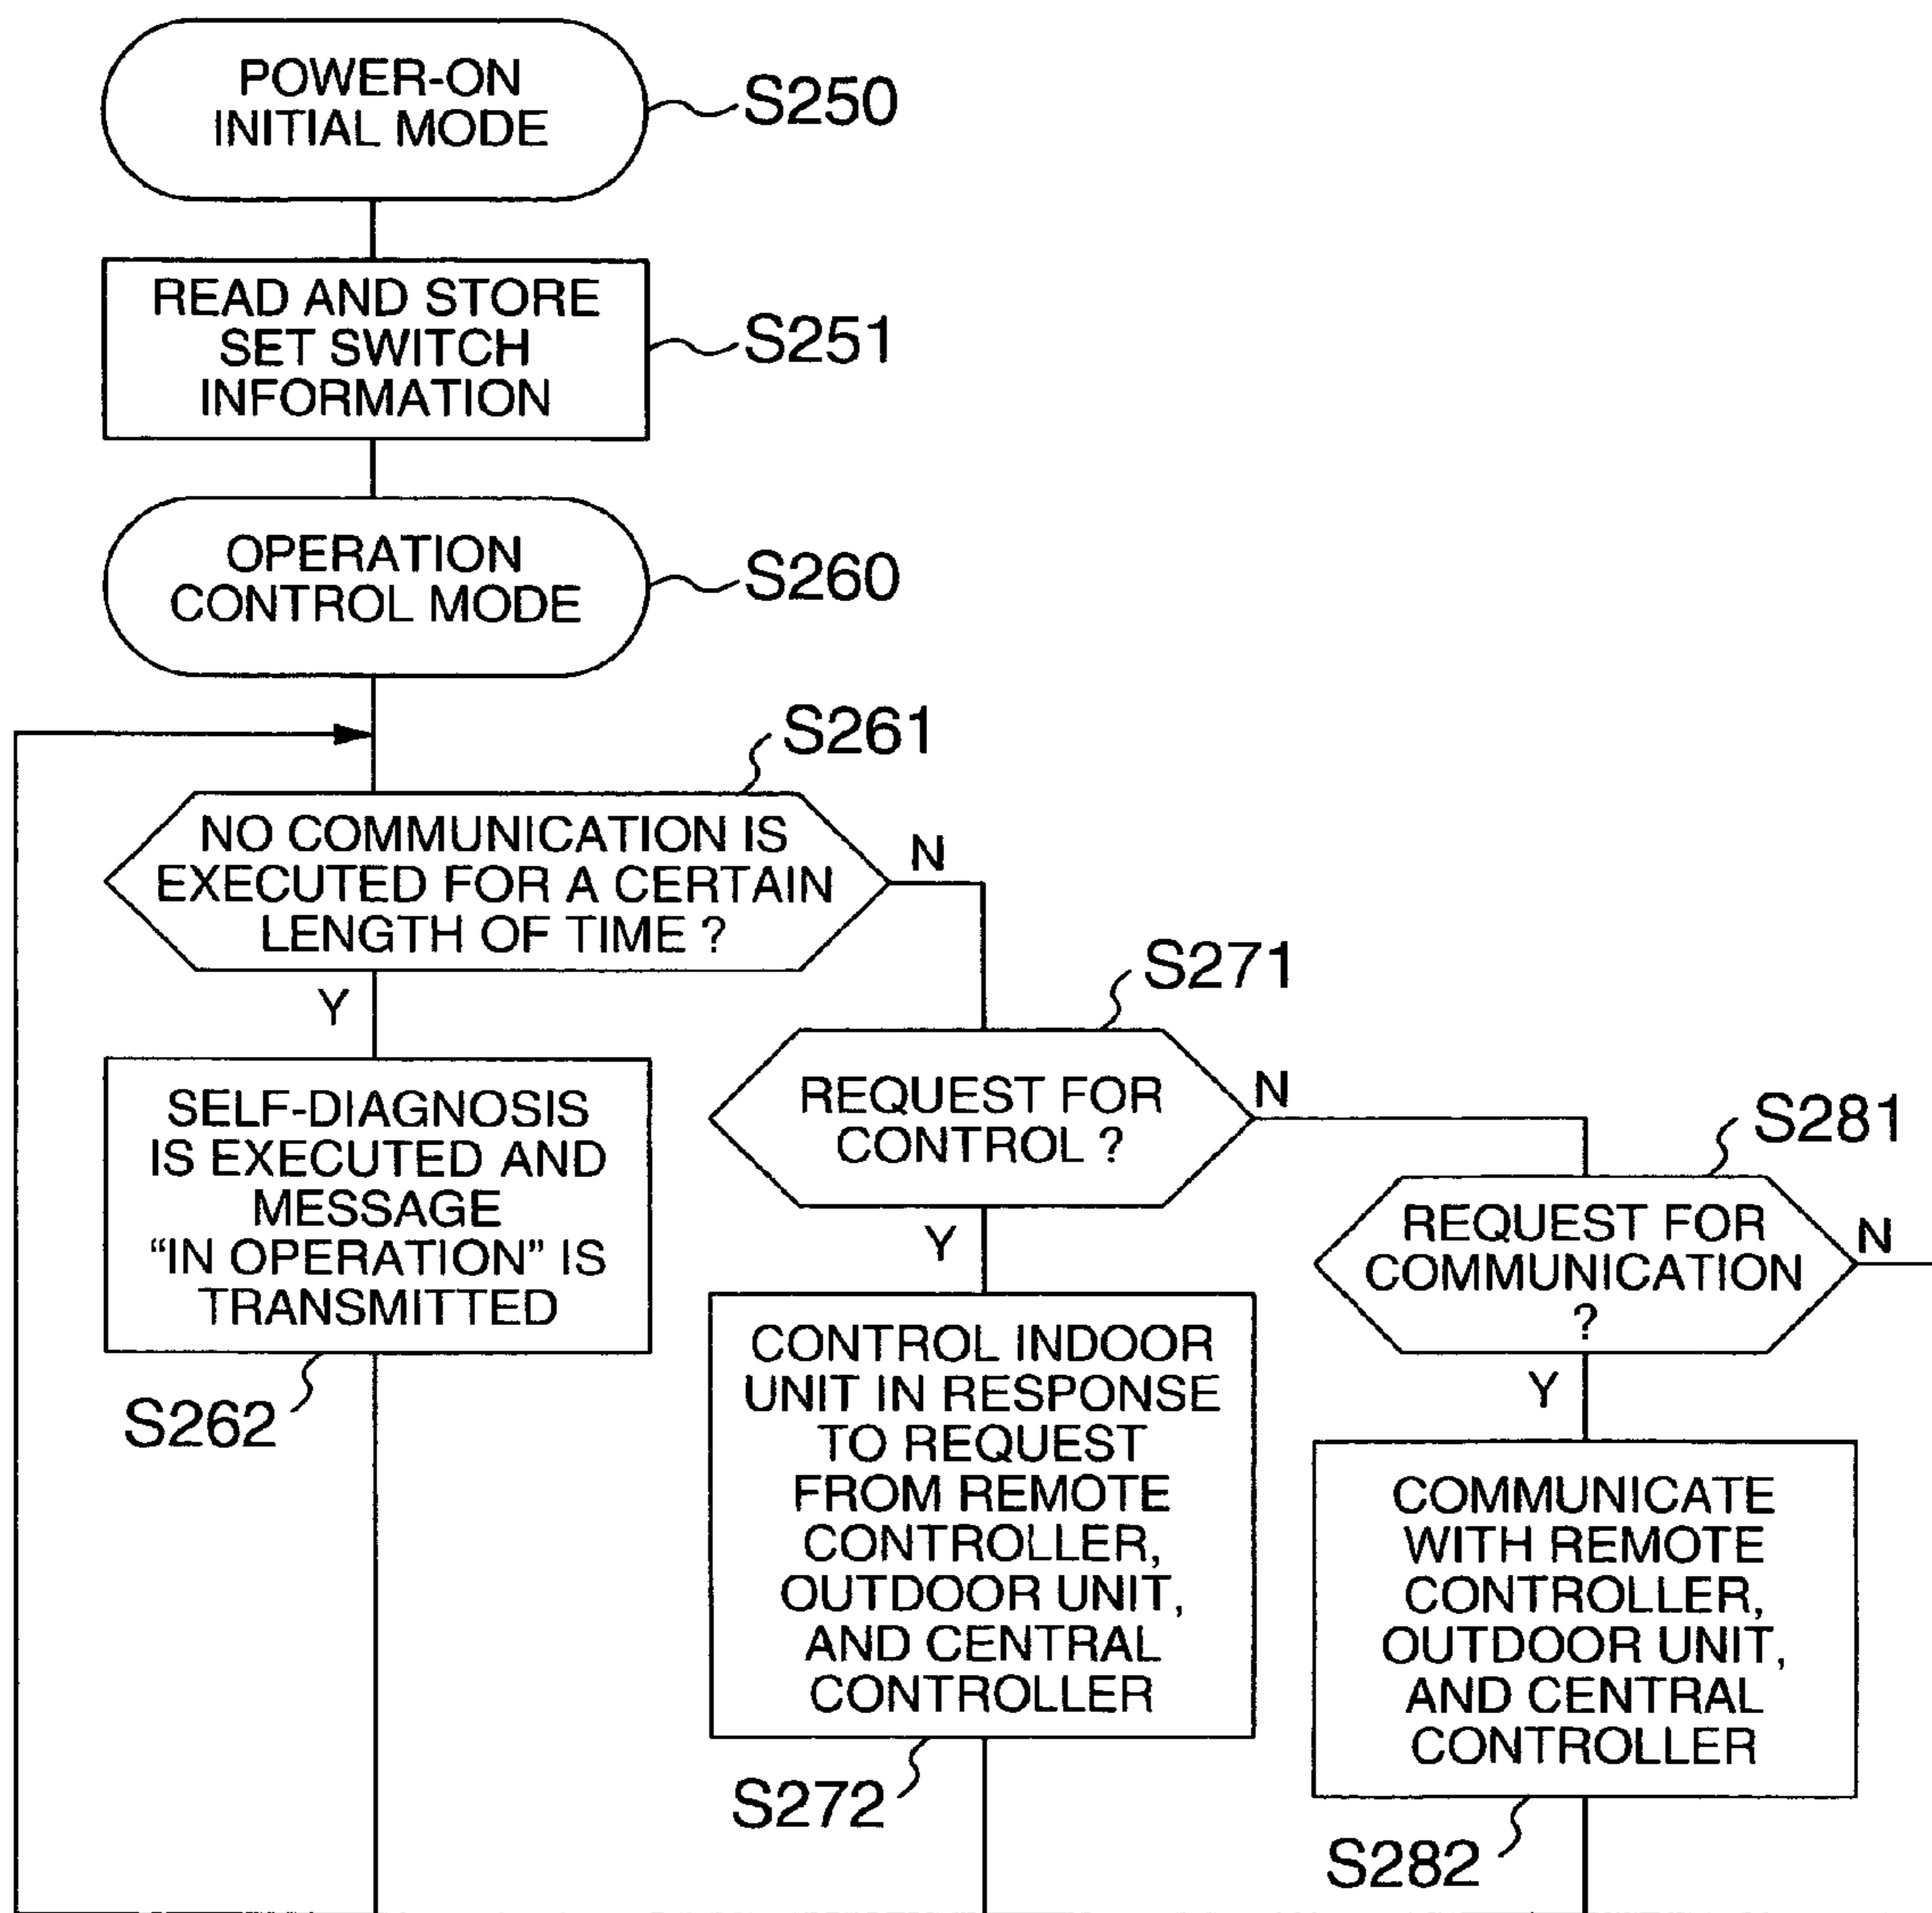 POWER-ON
INITIAL MODE
S250
READ AND STORE
SET SWITCH
INFORMATION
S251
OPERATION
CONTROL MODE
S260
S261
NO COMMUNICATION IS
EXECUTED FOR A CERTAIN
LENGTH OF TIME ?
N
Y
SELF-DIAGNOSIS
IS EXECUTED AND
MESSAGE
“IN OPERATION” IS
TRANSMITTED
S262
S271
REQUEST FOR
CONTROL ?
N
Y
CONTROL INDOOR
UNIT IN RESPONSE
TO REQUEST
FROM REMOTE
CONTROLLER,
OUTDOOR UNIT,
AND CENTRAL
CONTROLLER
S272
S281
REQUEST FOR
COMMUNICATION
?
N
Y
COMMUNICATE
WITH REMOTE
CONTROLLER,
OUTDOOR UNIT,
AND CENTRAL
CONTROLLER
S282